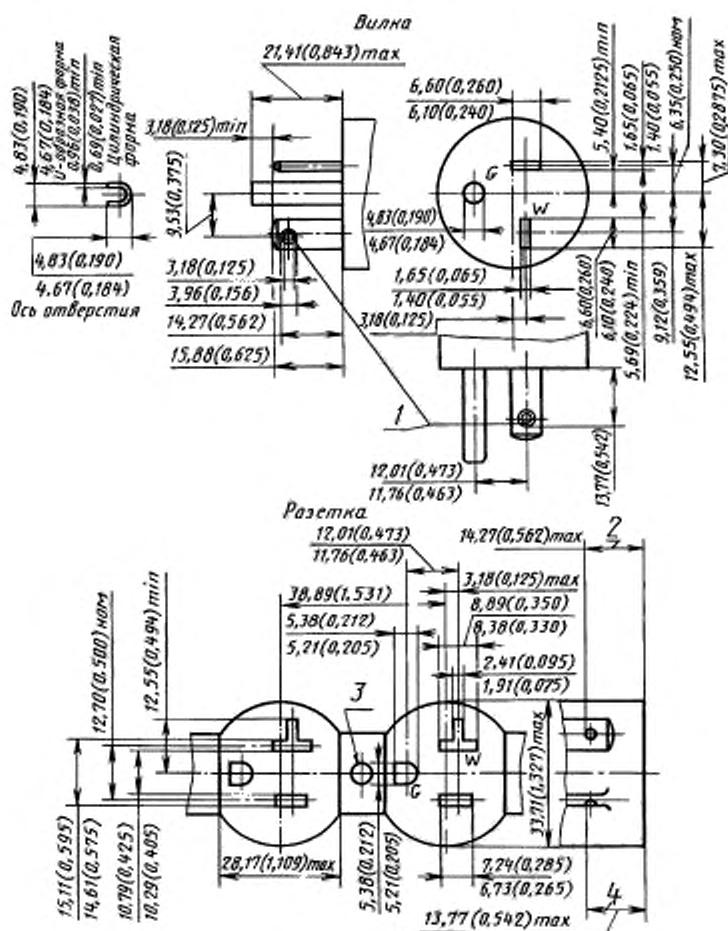 Вилка
21,41(0,843)max
3,18(0,125)min
4,83(0,190)
4,67(0,184)
U-образная форма
0,96(0,038)min
0,69(0,027)min
Цилиндрическая
форма
9,53(0,375)
4,83(0,190)
4,67(0,184)
Ось отверстия
3,18(0,125)
3,96(0,156)
14,27(0,562)
15,88(0,625)
6,60(0,260)
6,10(0,240)
5,40(0,2125)min
1,65(0,065)
1,40(0,055)
6,35(0,250)ном
7,30(0,2875)max
G
W
4,83(0,190)
4,67(0,184)
1,65(0,065)
1,40(0,055)
3,18(0,125)
6,60(0,260)
6,10(0,240)
5,69(0,224)min
9,12(0,359)
12,55(0,494)max
1
12,01(0,473)
11,76(0,463)
13,77(0,542)
Розетка
12,01(0,473)
11,76(0,463)
14,27(0,562)max
2
38,89(1,531)
3,18(0,125)max
5,38(0,212)
5,21(0,205)
8,89(0,350)
8,38(0,330)
2,41(0,095)
1,91(0,075)
12,70(0,500)ном
12,55(0,494)min
3
W
G
33,71(1,327)max
15,11(0,595)
14,61(0,575)
10,79(0,425)
10,29(0,405)
28,17(1,109)max
5,38(0,212)
5,21(0,205)
7,24(0,285)
6,73(0,265)
13,77(0,542)max
4